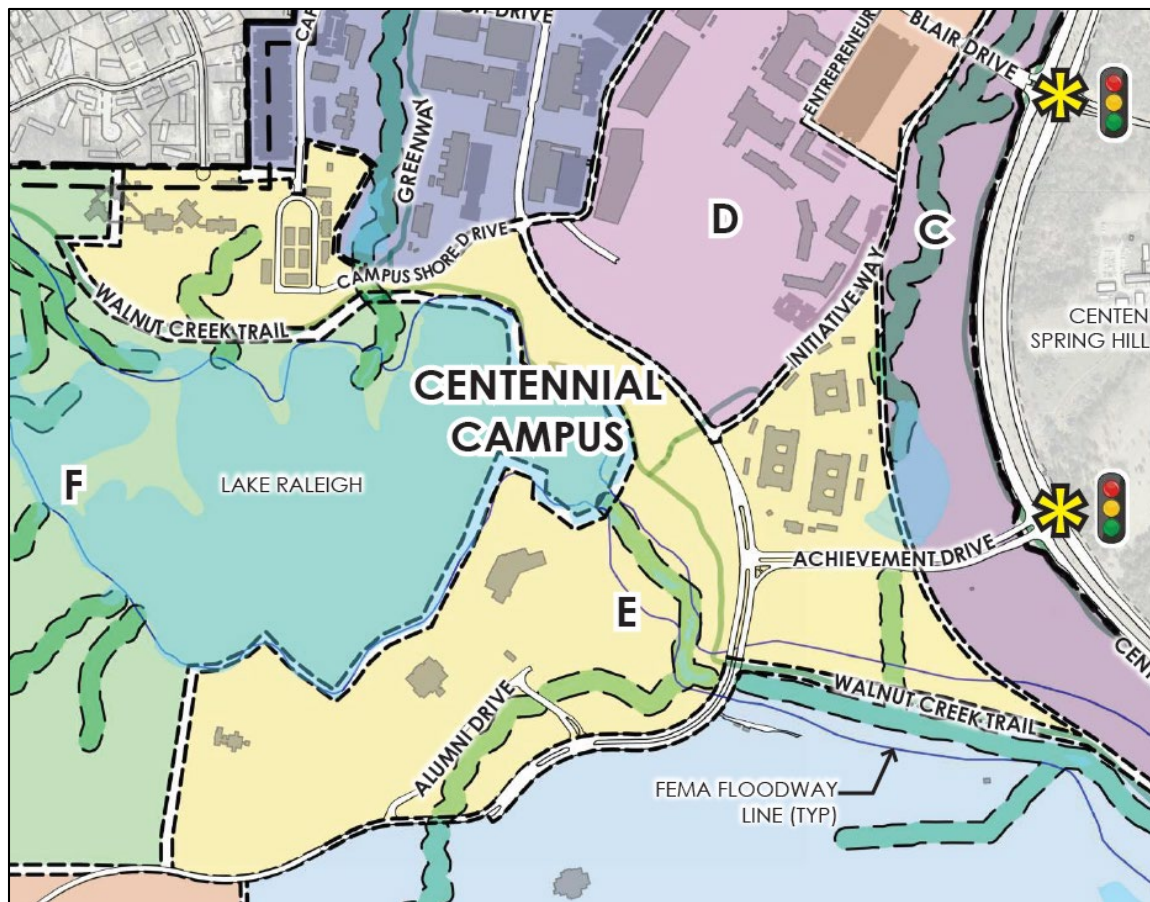 BLAIR DRIVE
ENTREPRENEUR
GREENWAY
D
C
CAMPUS SHORE DRIVE
INITIATIVE WAY
WALNUT CREEK TRAIL
CENTEN
SPRING HILL
CENTENNIAL
CAMPUS
F
LAKE RALEIGH
ACHIEVEMENT DRIVE
E
CENT
WALNUT CREEK TRAIL
ALUMNI DRIVE
FEMA FLOODWAY
LINE (TYP)